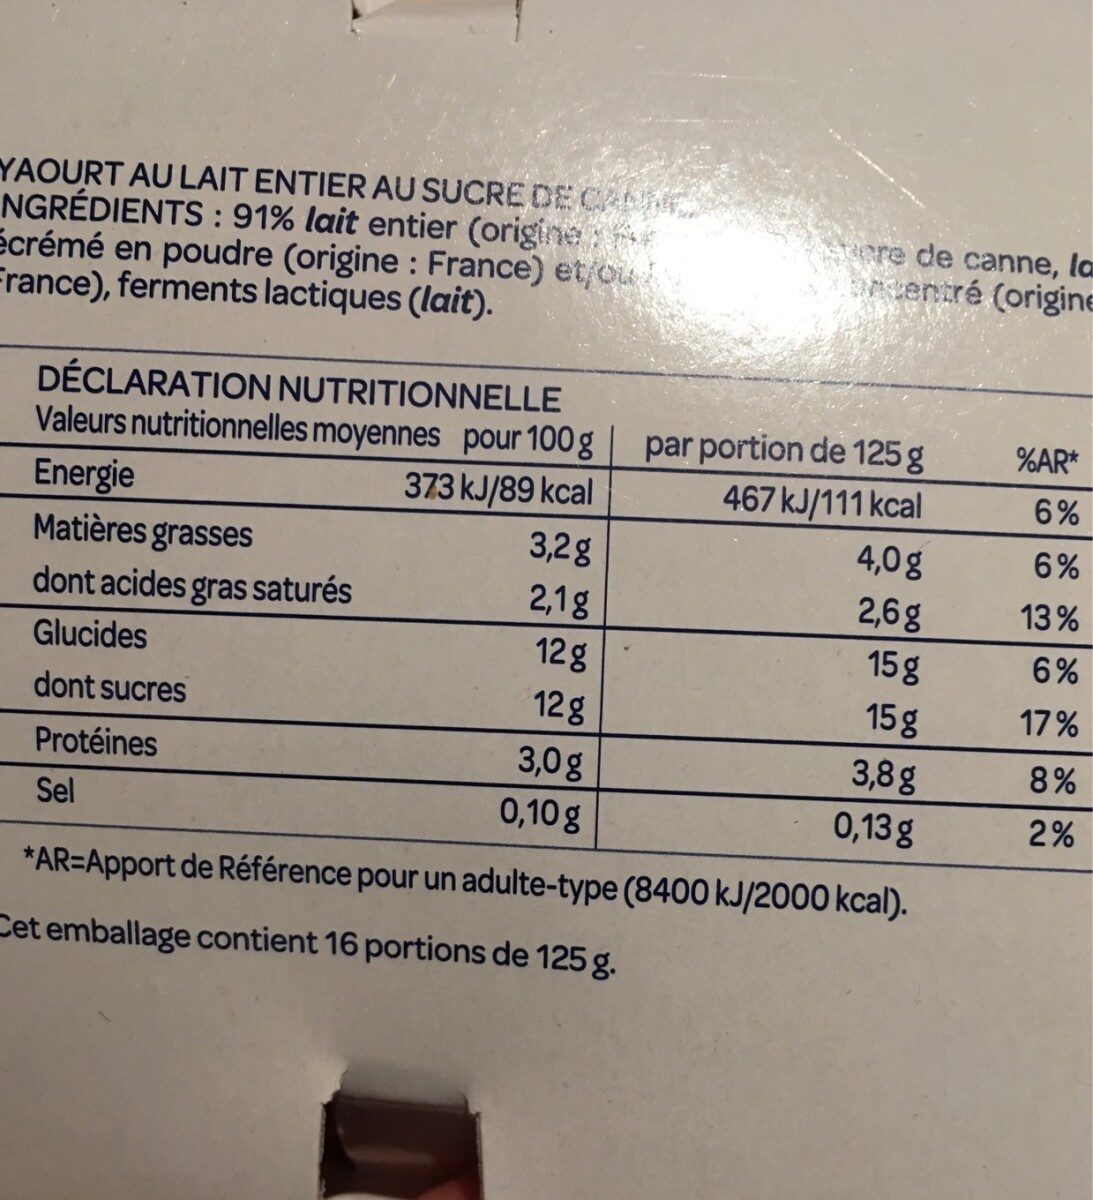 YAOURT AU LAIT ENTIER AU SUCRE DE CANNE
NGRÉDIENTS : 91% lait entier (origine : sucre de canne, la
écrémé en poudre (origine : France) et/ou concentré (origine
France), ferments lactiques (lait).
DÉCLARATION NUTRITIONNELLE
Valeurs nutritionnelles moyennes pour 100 g par portion de 125 g %AR*
Energie 373 kJ/89 kcal 467 kJ/111 kcal 6 %
Matières grasses 3,2 g 4,0 g 6 %
dont acides gras saturés 2,1 g 2,6 g 13 %
Glucides 12 g 15 g 6 %
dont sucres 12 g 15 g 17 %
Protéines 3,0 g 3,8 g 8 %
Sel 0,10 g 0,13 g 2 %
*AR=Apport de Référence pour un adulte-type (8400 kJ/2000 kcal).
Cet emballage contient 16 portions de 125 g.